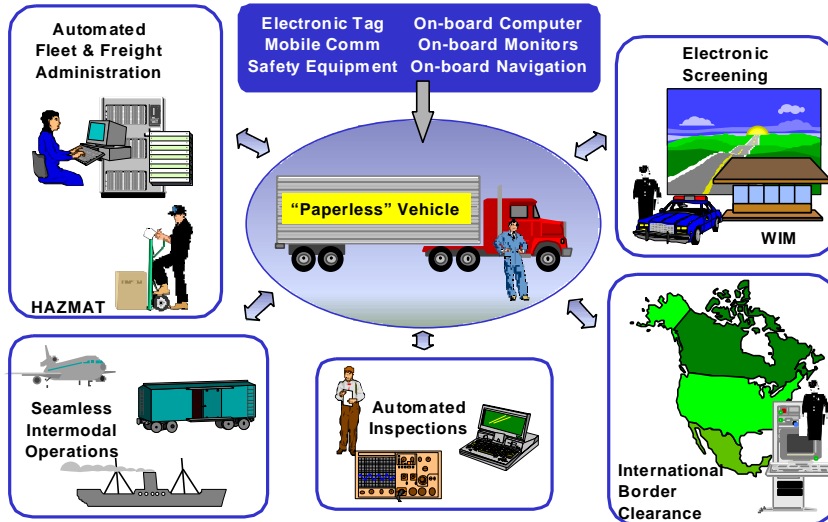 Automated
Fleet & Freight
Administration
HAZMAT
Electronic Tag
Mobile Comm
Safety Equipment
On-board Computer
On-board Monitors
On-board Navigation
Electronic
Screening
WIM
“Paperless” Vehicle
Seamless
Intermodal
Operations
Automated
Inspections
International
Border
Clearance